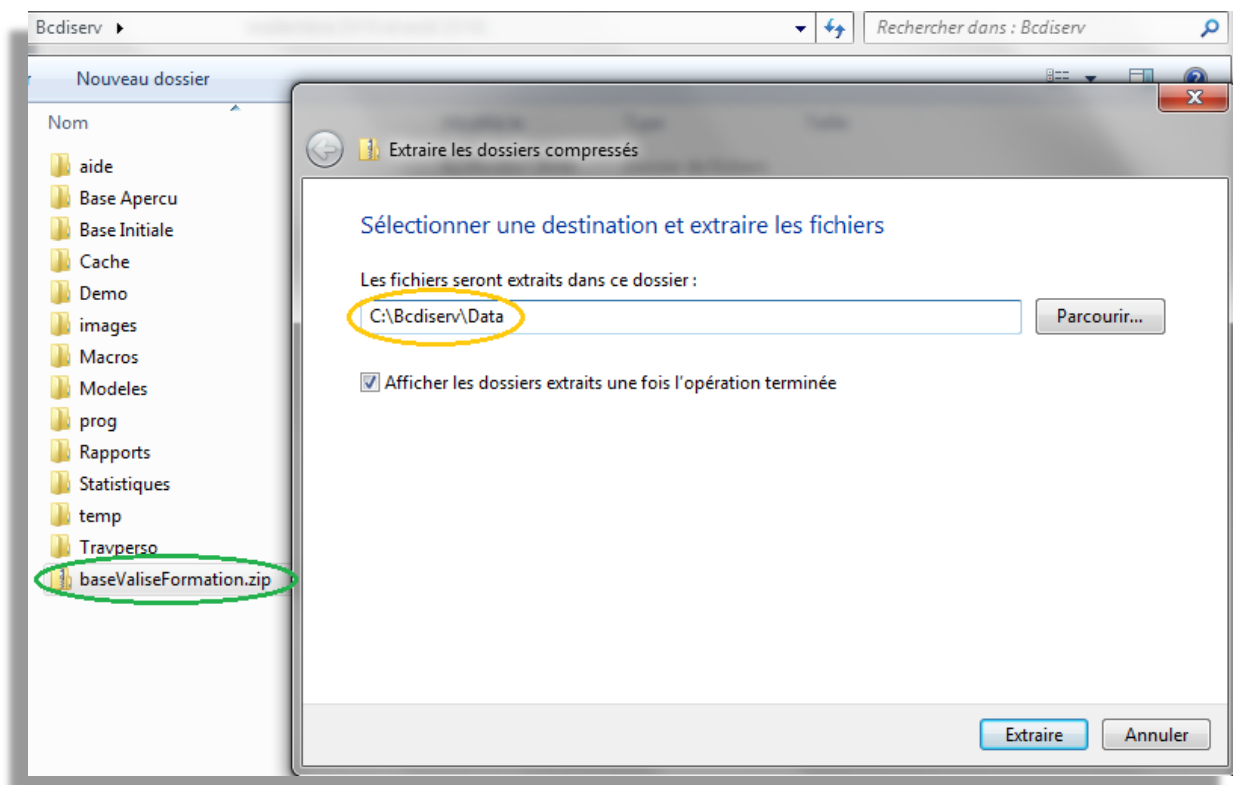 Bcdiserv
Rechercher dans : Bcdiserv
Nouveau dossier
Nom
aide
Base Apercu
Base Initiale
Cache
Demo
images
Macros
Modeles
prog
Rapports
Statistiques
temp
Travperso
baseValiseFormation.zip
Extraire les dossiers compressés
Sélectionner une destination et extraire les fichiers
Les fichiers seront extraits dans ce dossier :
C:\Bcdiserv\Data
Parcourir...
Afficher les dossiers extraits une fois l'opération terminée
Extraire
Annuler